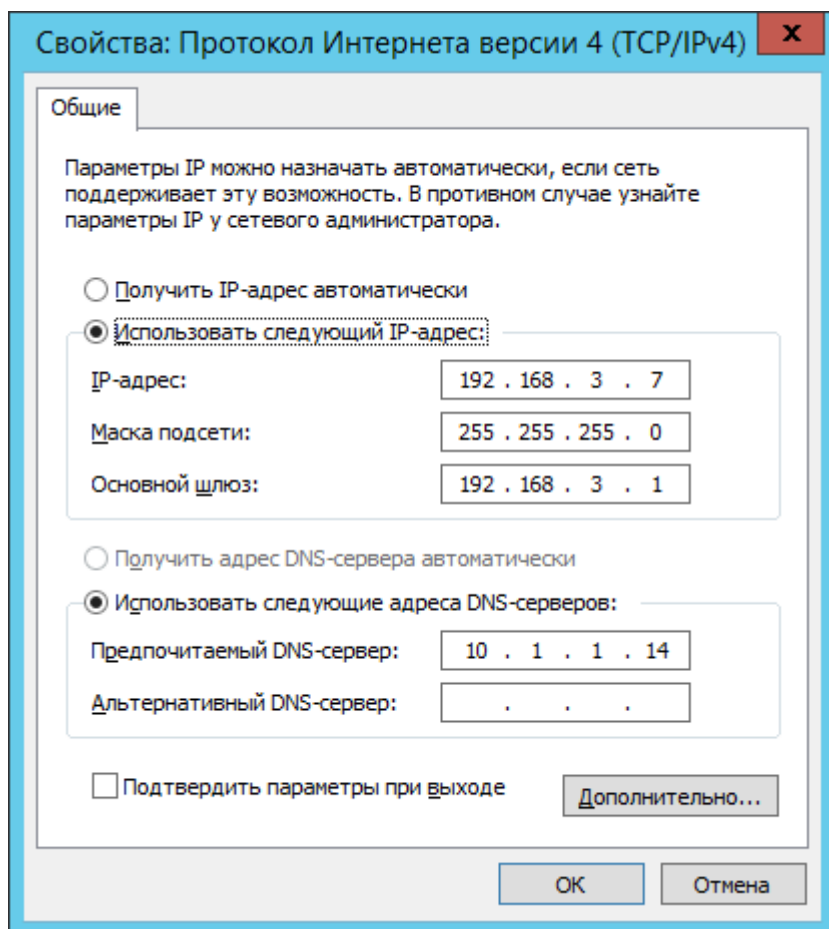 Свойства: Протокол Интернета версии 4 (TCP/IPv4)
x
Общие
Параметры IP можно назначать автоматически, если сеть
поддерживает эту возможность. В противном случае узнайте
параметры IP у сетевого администратора.
Получить IP-адрес автоматически
Использовать следующий IP-адрес:
IP-адрес: 192 . 168 . 3 . 7
Маска подсети: 255 . 255 . 255 . 0
Основной шлюз: 192 . 168 . 3 . 1
Получить адрес DNS-сервера автоматически
Использовать следующие адреса DNS-серверов:
Предпочитаемый DNS-сервер: 10 . 1 . 1 . 14
Альтернативный DNS-сервер: . . .
Подтвердить параметры при выходе
Дополнительно...
ОК Отмена